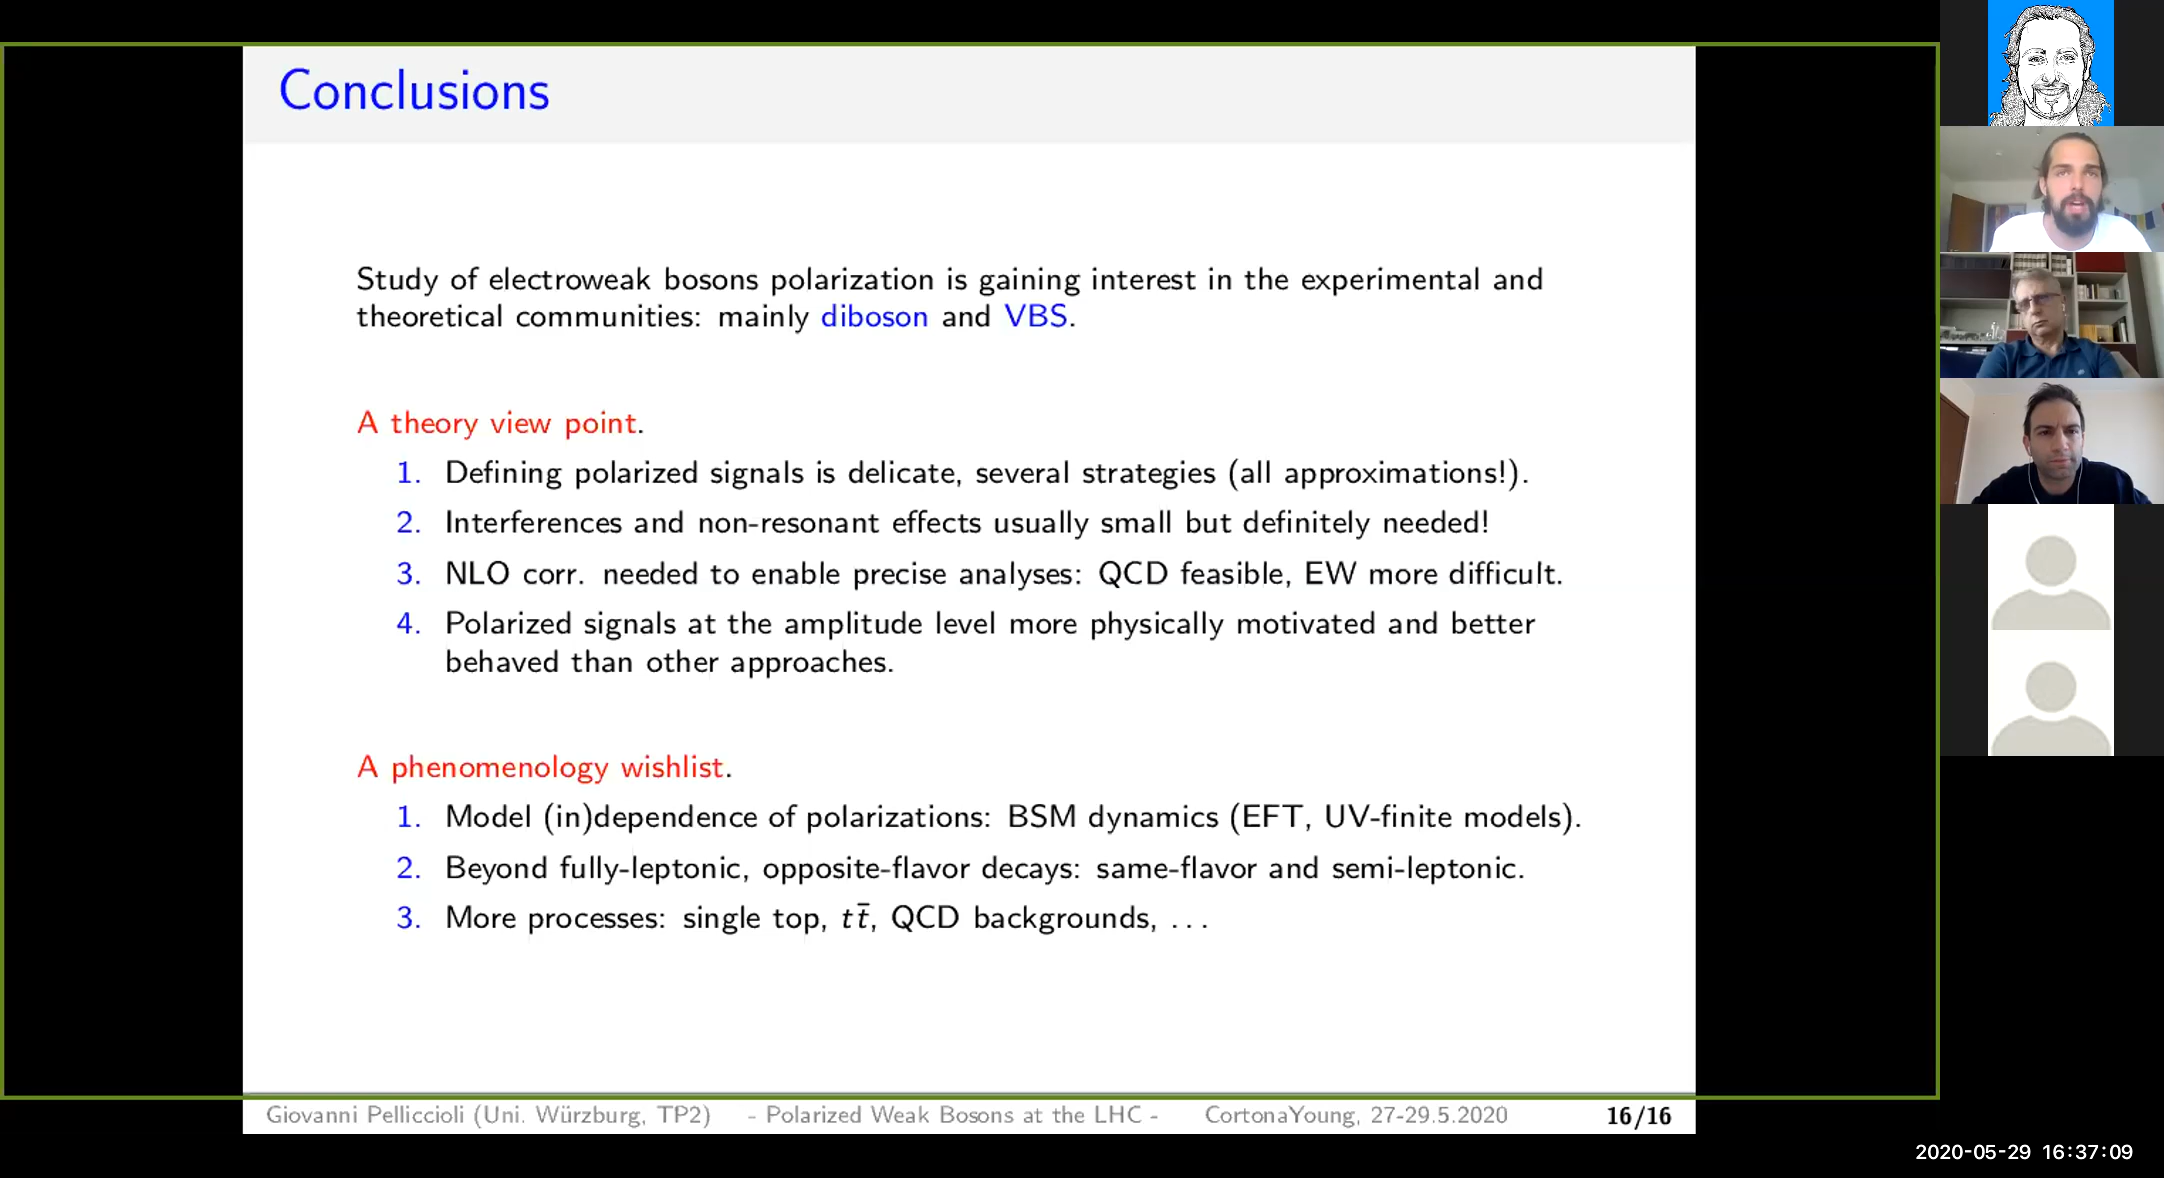 Conclusions
Study of electroweak bosons polarization is gaining interest in the experimental and
theoretical communities: mainly diboson and VBS.
A theory view point.
1. Defining polarized signals is delicate, several strategies (all approximations!).
2. Interferences and non-resonant effects usually small but definitely needed!
3. NLO corr. needed to enable precise analyses: QCD feasible, EW more difficult.
4. Polarized signals at the amplitude level more physically motivated and better
behaved than other approaches.
A phenomenology wishlist.
1. Model (in)dependence of polarizations: BSM dynamics (EFT, UV-finite models).
2. Beyond fully-leptonic, opposite-flavor decays: same-flavor and semi-leptonic.
3. More processes: single top, tt̄, QCD backgrounds, ...
Giovanni Pelliccioli (Uni. Würzburg, TP2) - Polarized Weak Bosons at the LHC - CortonaYoung, 27-29.5.2020 16/16
2020-05-29 16:37:09